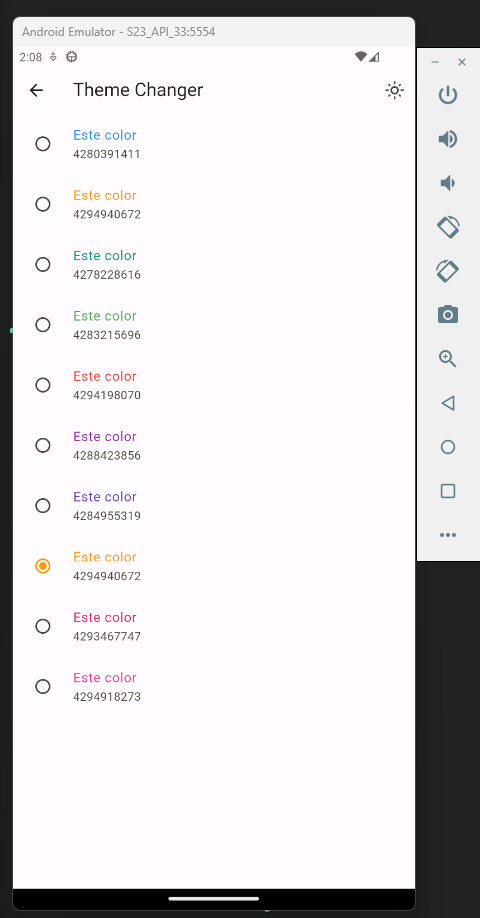 Android Emulator - S23_API_33:5554
2:08
Theme Changer
Este color
4280391411
Este color
4294940672
Este color
4278228616
Este color
4283215696
Este color
4294198070
Este color
4288423856
Este color
4284955319
Este color
4294940672
Este color
4293467747
Este color
4294918273